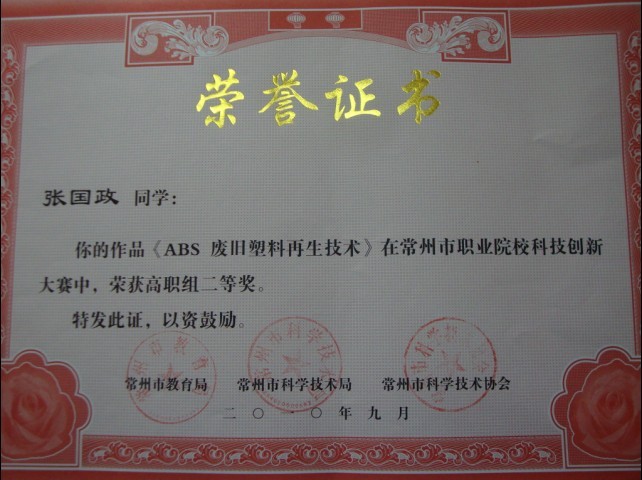 荣誉证书
张国政 同学：
你的作品《ABS 废旧塑料再生技术》在常州市职业院校科技创新
大赛中，荣获高职组二等奖。
特发此证，以资鼓励。
常州市教育局 常州市科学技术局 常州市科学技术协会
二〇一〇年九月